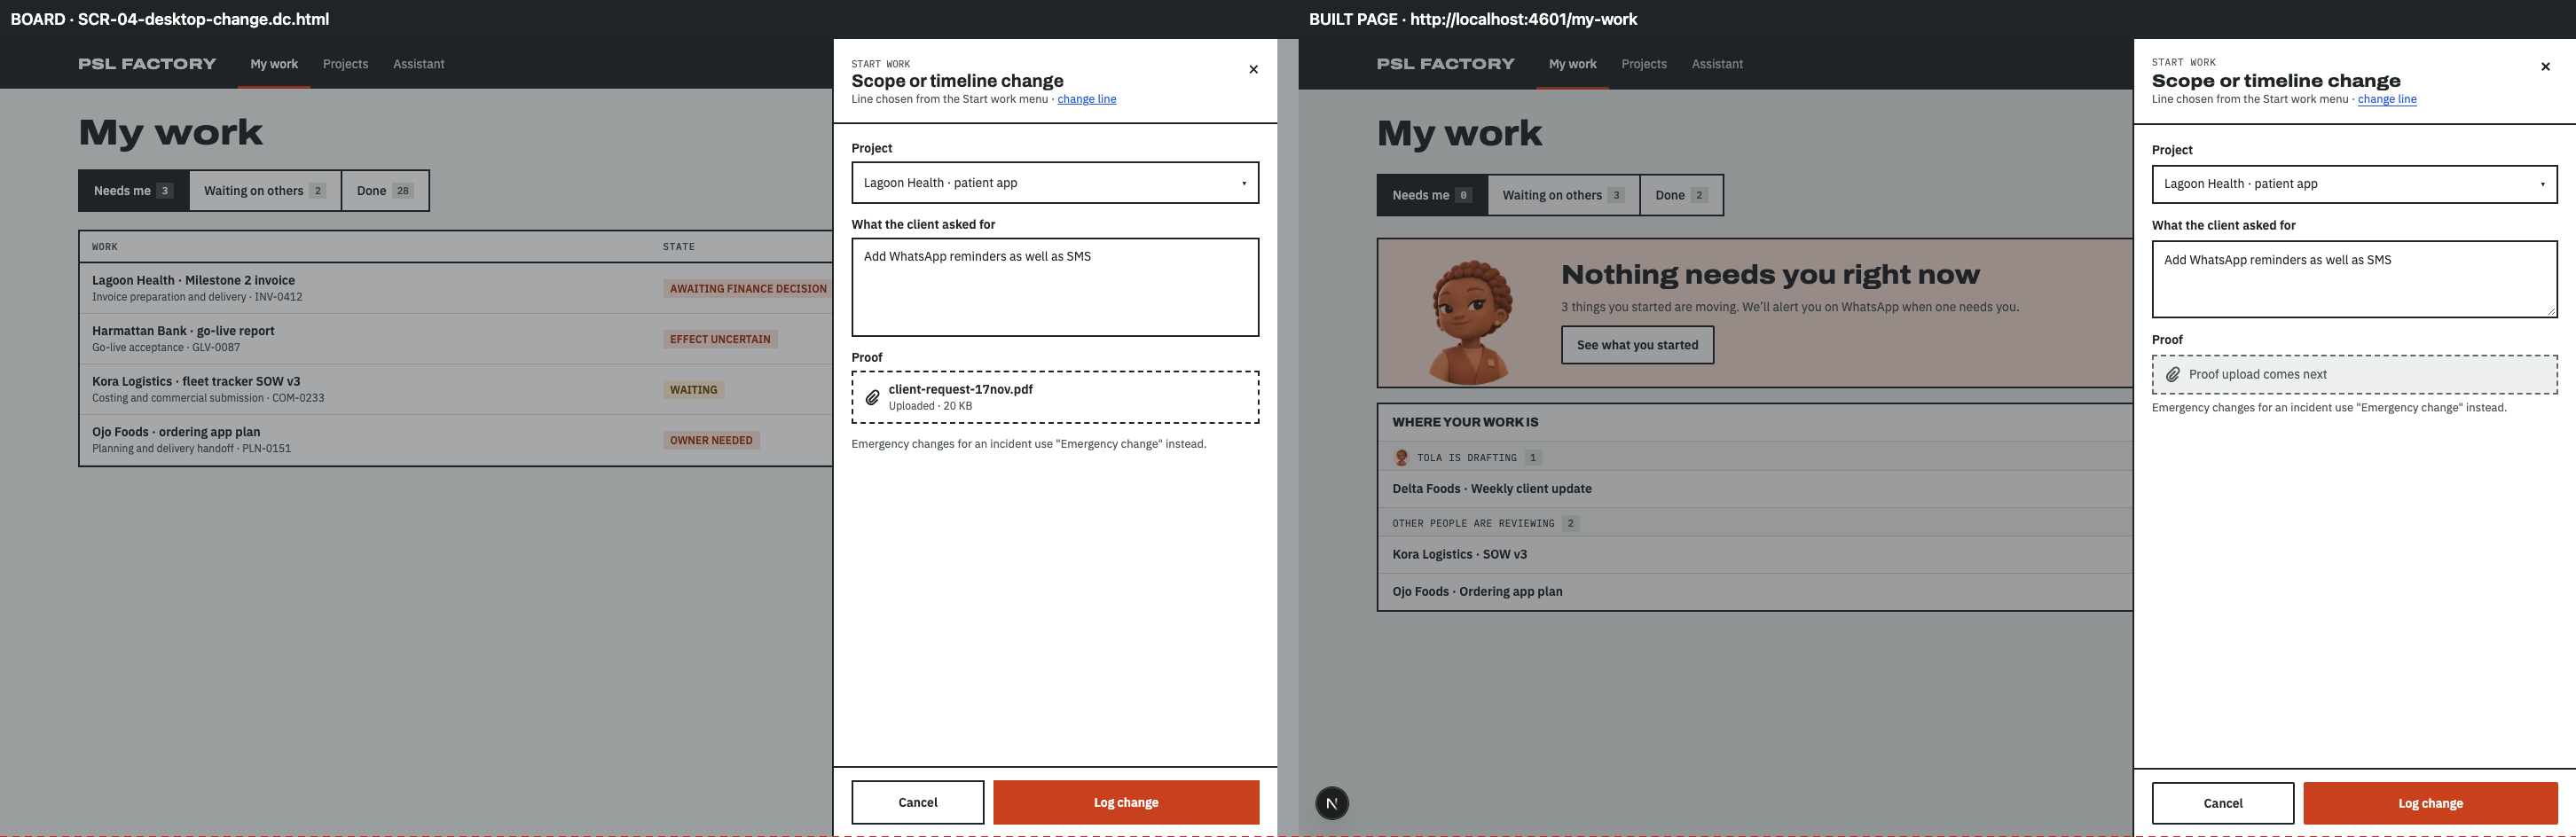 BOARD · SCR-04-desktop-change.dc.html
PSL FACTORY
My work
Projects
Assistant
My work
Needs me 3
Waiting on others 2
Done 28
WORK
STATE
Lagoon Health · Milestone 2 invoice
Invoice preparation and delivery · INV-0412
AWAITING FINANCE DECISION
Harmattan Bank · go-live report
Go-live acceptance · GLV-0087
EFFECT UNCERTAIN
Kora Logistics · fleet tracker SOW v3
Costing and commercial submission · COM-0233
WAITING
Ojo Foods · ordering app plan
Planning and delivery handoff · PLN-0151
OWNER NEEDED
START WORK
Scope or timeline change
Line chosen from the Start work menu · change line
Project
Lagoon Health · patient app
What the client asked for
Add WhatsApp reminders as well as SMS
Proof
client-request-17nov.pdf
Uploaded · 20 KB
Emergency changes for an incident use "Emergency change" instead.
Cancel
Log change
BUILT PAGE · http://localhost:4601/my-work
PSL FACTORY
My work
Projects
Assistant
My work
Needs me 0
Waiting on others 3
Done 2
Nothing needs you right now
3 things you started are moving. We’ll alert you on WhatsApp when one needs you.
See what you started
WHERE YOUR WORK IS
TOLA IS DRAFTING 1
Delta Foods · Weekly client update
OTHER PEOPLE ARE REVIEWING 2
Kora Logistics · SOW v3
Ojo Foods · Ordering app plan
N
START WORK
Scope or timeline change
Line chosen from the Start work menu · change line
Project
Lagoon Health · patient app
What the client asked for
Add WhatsApp reminders as well as SMS
Proof
Proof upload comes next
Emergency changes for an incident use "Emergency change" instead.
Cancel
Log change